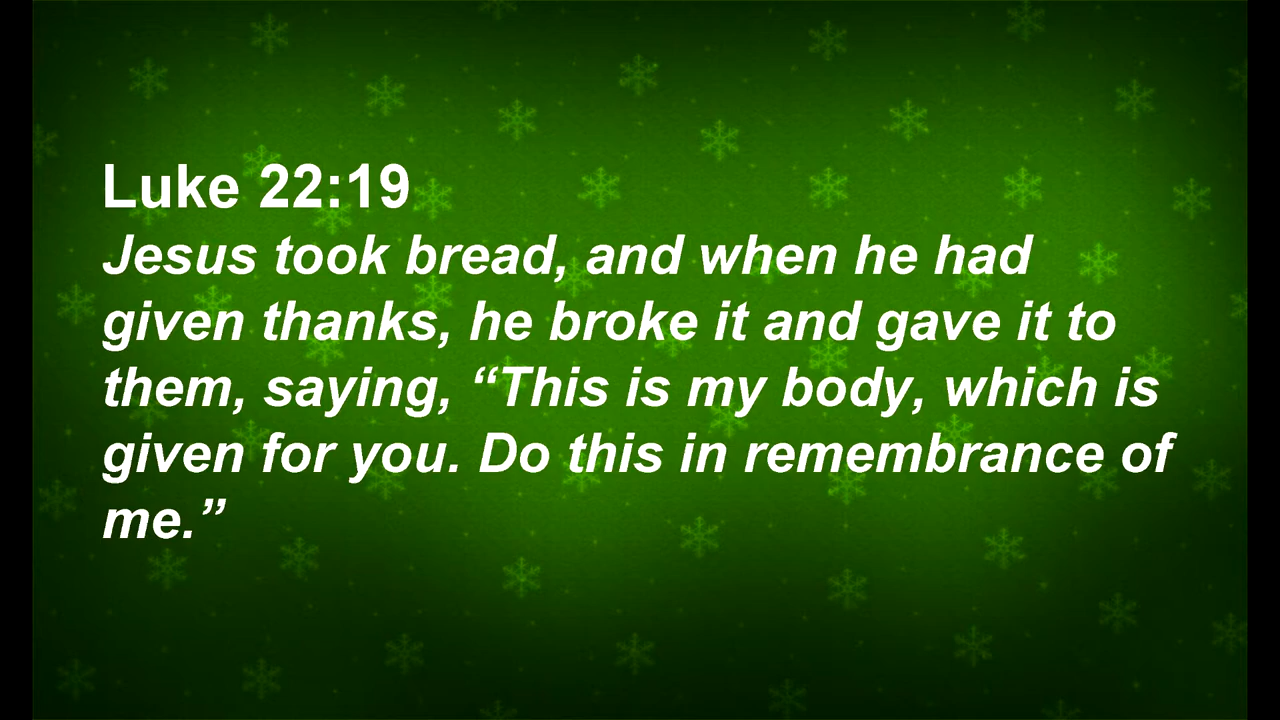 Luke 22:19
Jesus took bread, and when he had
given thanks, he broke it and gave it to
them, saying, “This is my body, which is
given for you. Do this in remembrance of
me.”